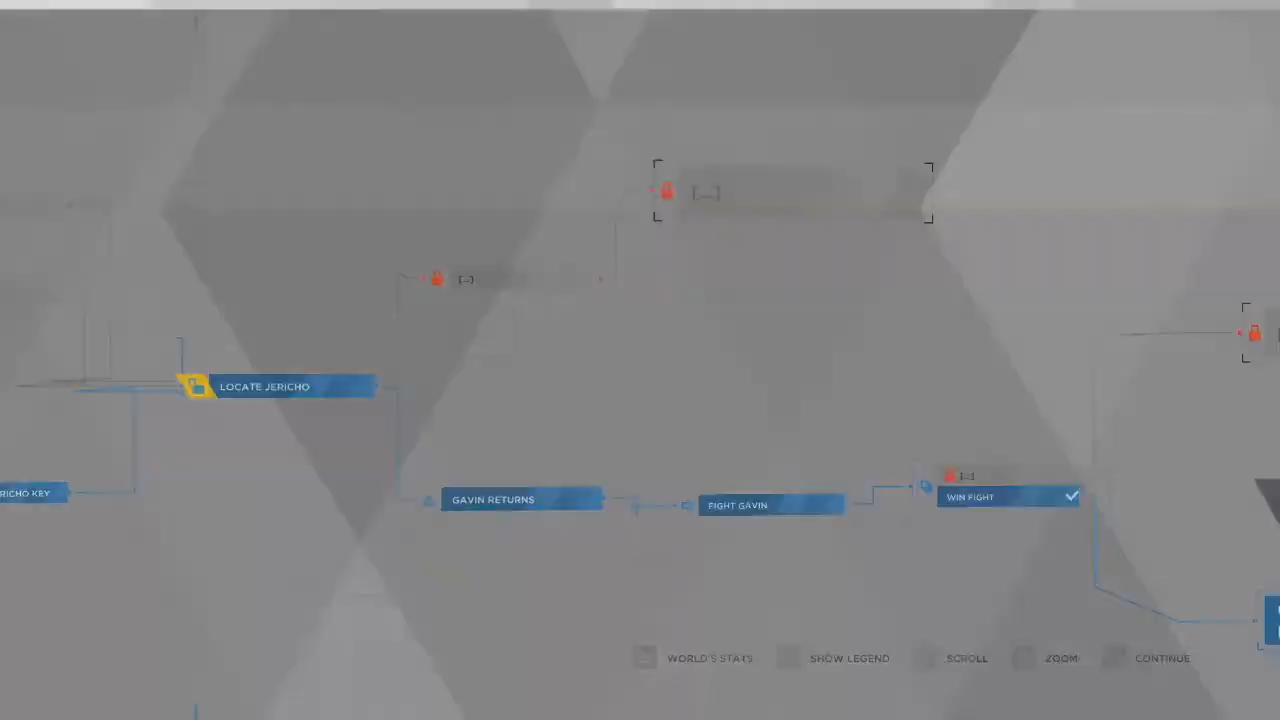 [...]
[...]
LOCATE JERICHO
RICHO KEY
GAVIN RETURNS
FIGHT GAVIN
[...]
WIN FIGHT
WORLD'S STATS
SHOW LEGEND
SCROLL
ZOOM
CONTINUE